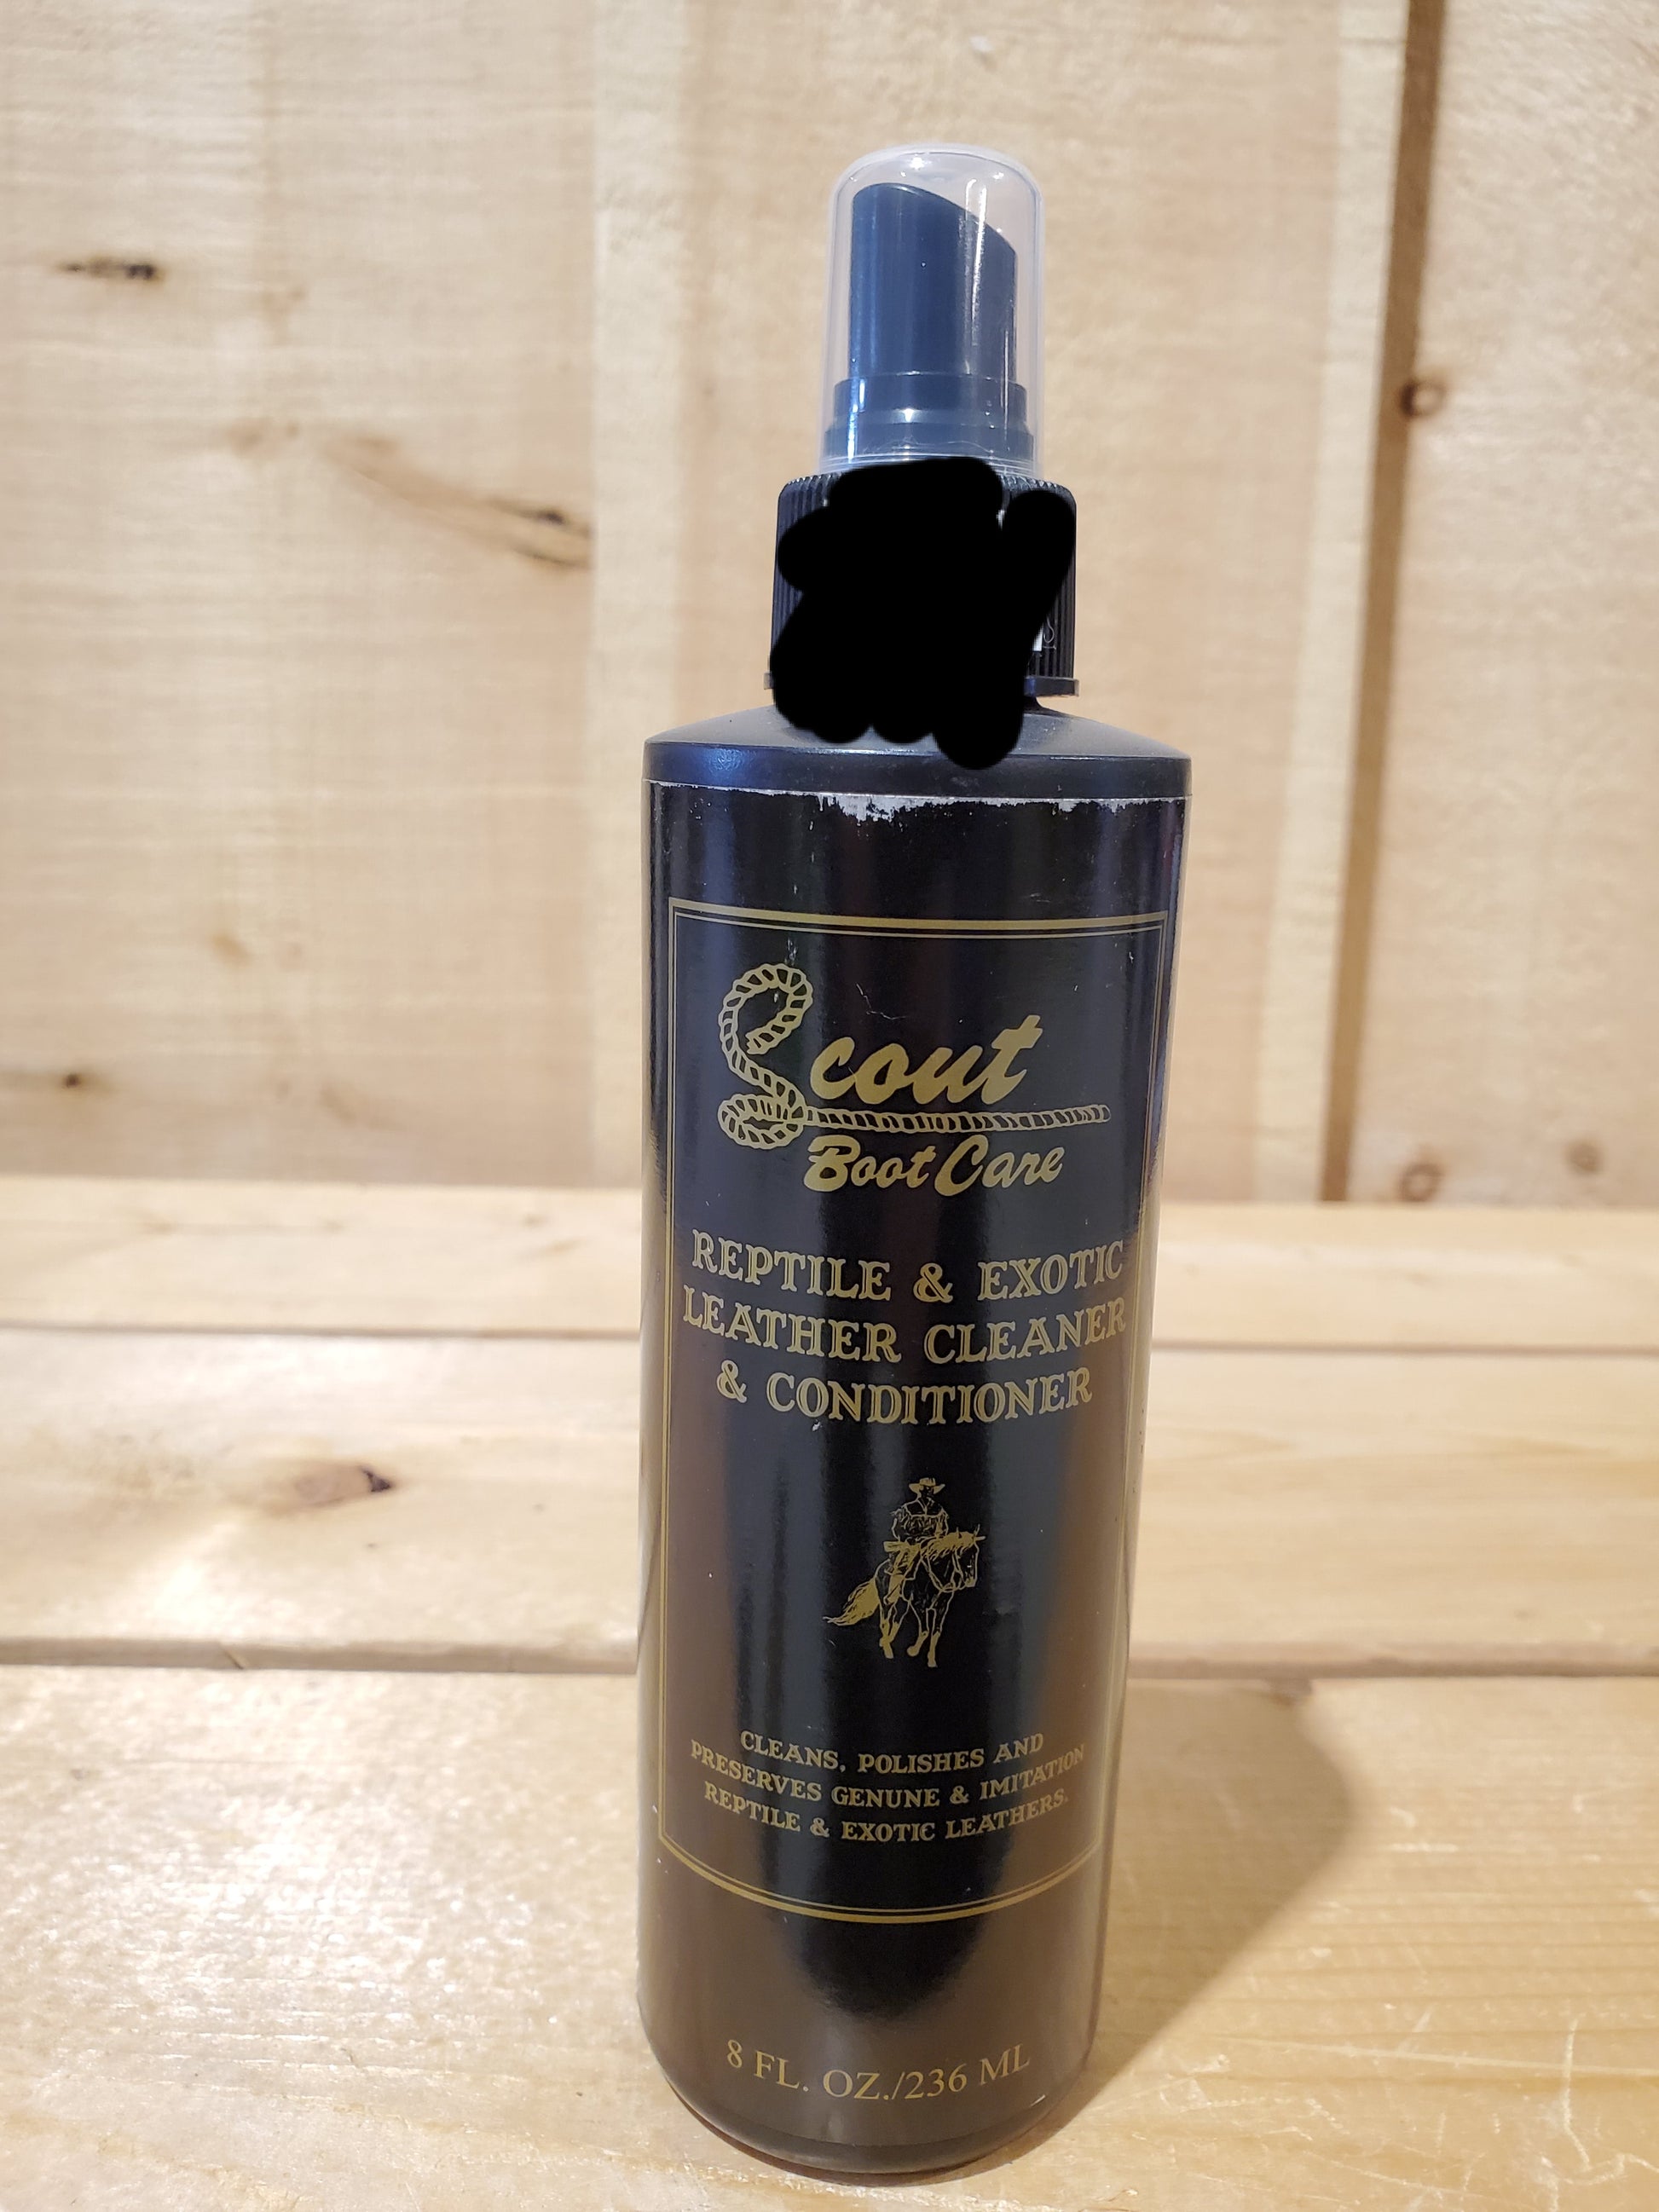 Scout
Boot Care
REPTILE & EXOTIC
LEATHER CLEANER
& CONDITIONER
CLEANS, POLISHES AND
PRESERVES GENUNE & IMITATION
REPTILE & EXOTIC LEATHERS.
8 FL. OZ./236 ML